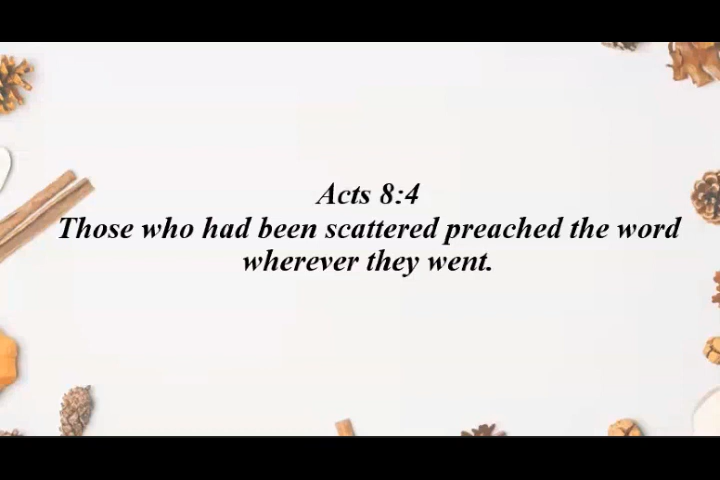 Acts 8:4
Those who had been scattered preached the word
wherever they went.